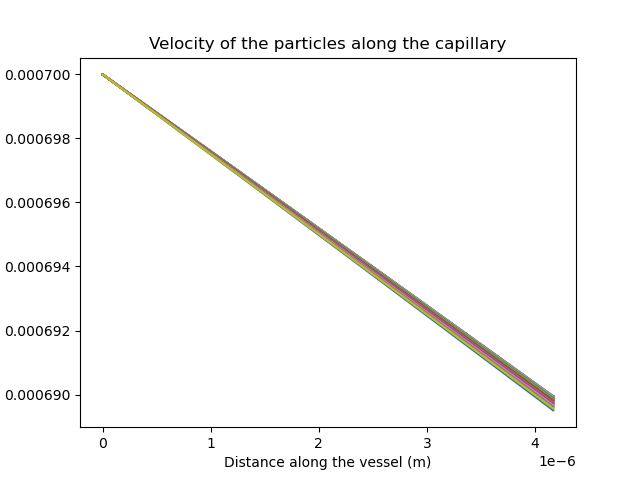 Velocity of the particles along the capillary
0.000700
0.000698
0.000696
0.000694
0.000692
0.000690
0 1 2 3 4
1e−6
Distance along the vessel (m)